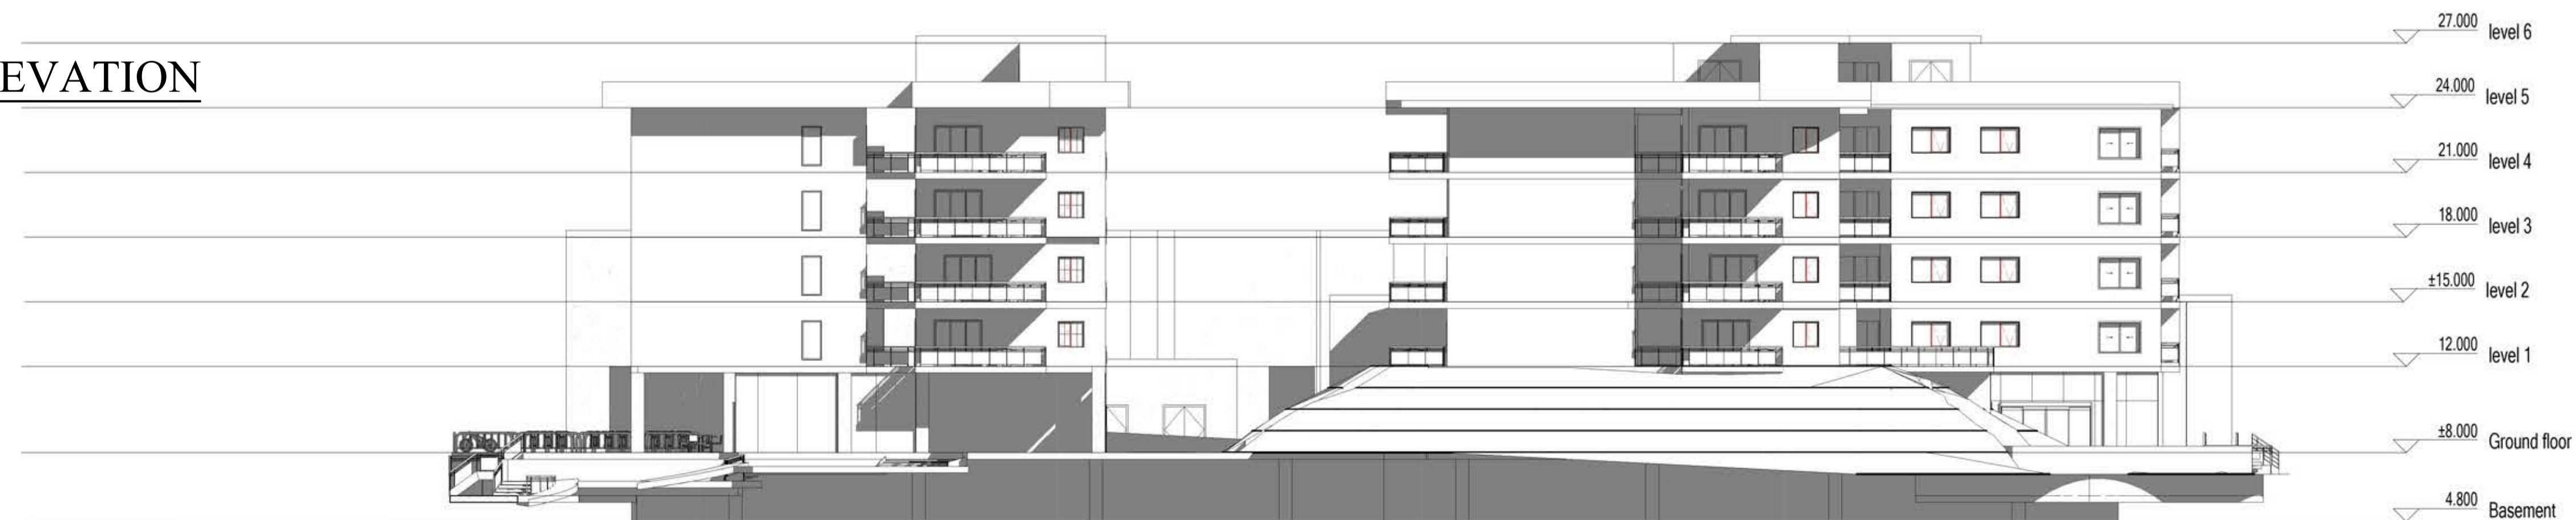 EVATION
27.000 level 6
24.000 level 5
21.000 level 4
18.000 level 3
±15.000 level 2
12.000 level 1
±8.000 Ground floor
4.800 Basement